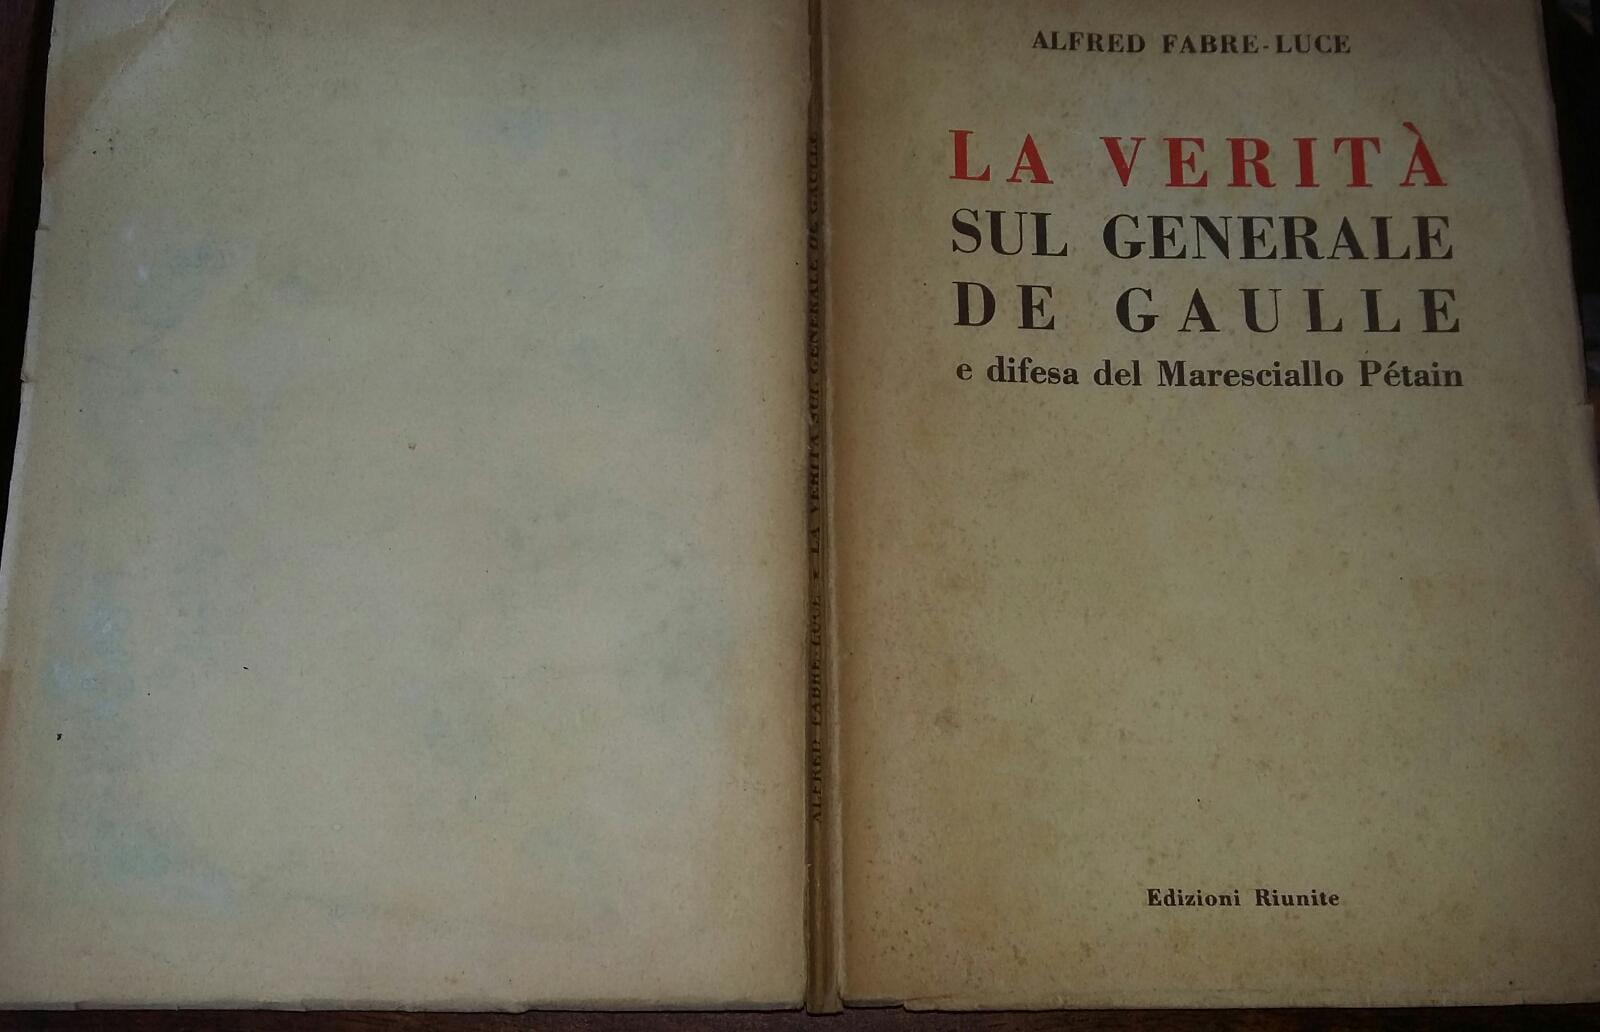 ALFRED FABRE-LUCE
LA VERITÀ
SUL GENERALE
DE GAULLE
e difesa del Maresciallo Pétain
Edizioni Riunite
ALFRED FABRE-LUCE ★ LA VERITÀ SUL GENERALE DE GAULLE